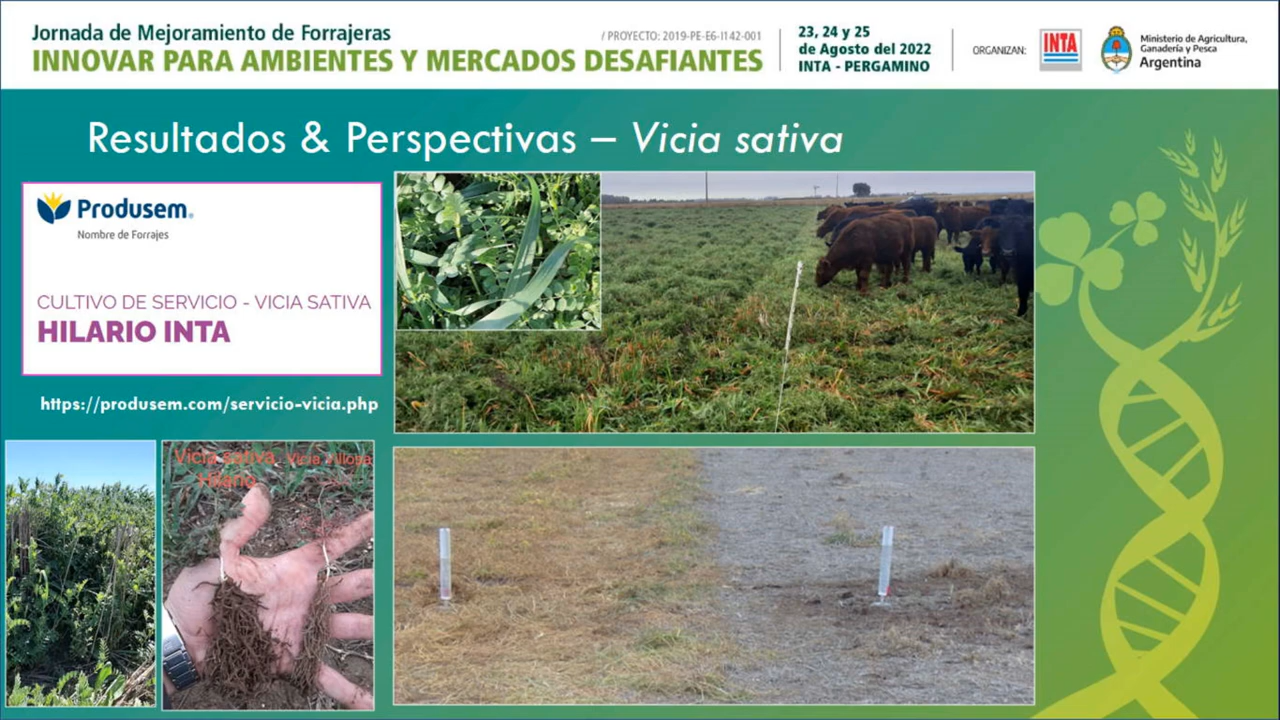 Jornada de Mejoramiento de Forrajeras
/ PROYECTO: 2019-PE-E6-I142-001
INNOVAR PARA AMBIENTES Y MERCADOS DESAFIANTES
23, 24 y 25
de Agosto del 2022
INTA - PERGAMINO
ORGANIZAN:
INTA
Ministerio de Agricultura,
Ganadería y Pesca
Argentina
Resultados & Perspectivas – Vicia sativa
Produsem®
Nombre de Forrajes
CULTIVO DE SERVICIO - VICIA SATIVA
HILARIO INTA
https://produsem.com/servicio-vicia.php
Vicia sativa Vicia Villosa
Hilario